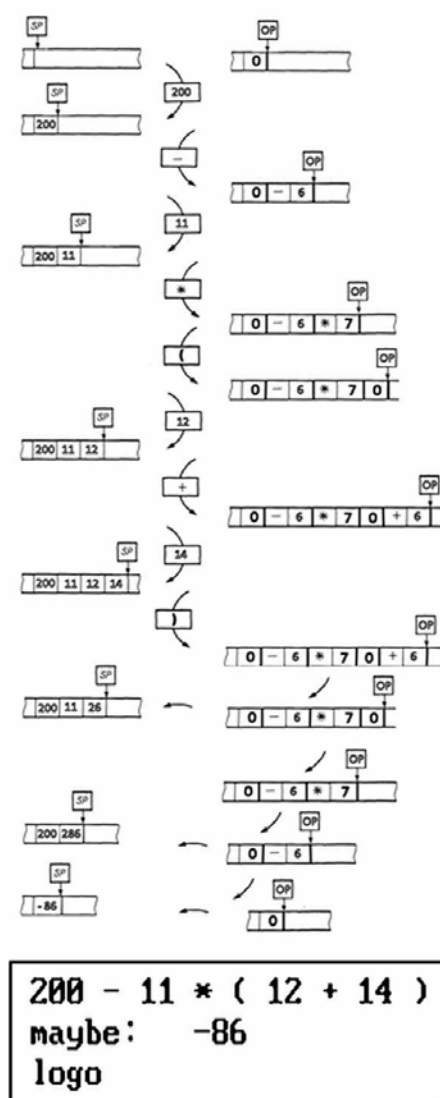 SP
OP
0
200
SP
200
−
OP
0 − 6
SP
11
200 11
*
OP
0 − 6 * 7
(
OP
0 − 6 * 7 0
SP
12
200 11 12
+
OP
0 − 6 * 7 0 + 6
SP
14
200 11 12 14
)
OP
0 − 6 * 7 0 + 6
SP
OP
200 11 26
0 − 6 * 7 0
OP
0 − 6 * 7
SP
OP
200 286
0 − 6
SP
OP
-86
0
200 - 11 * ( 12 + 14 )
maybe: -86
logo